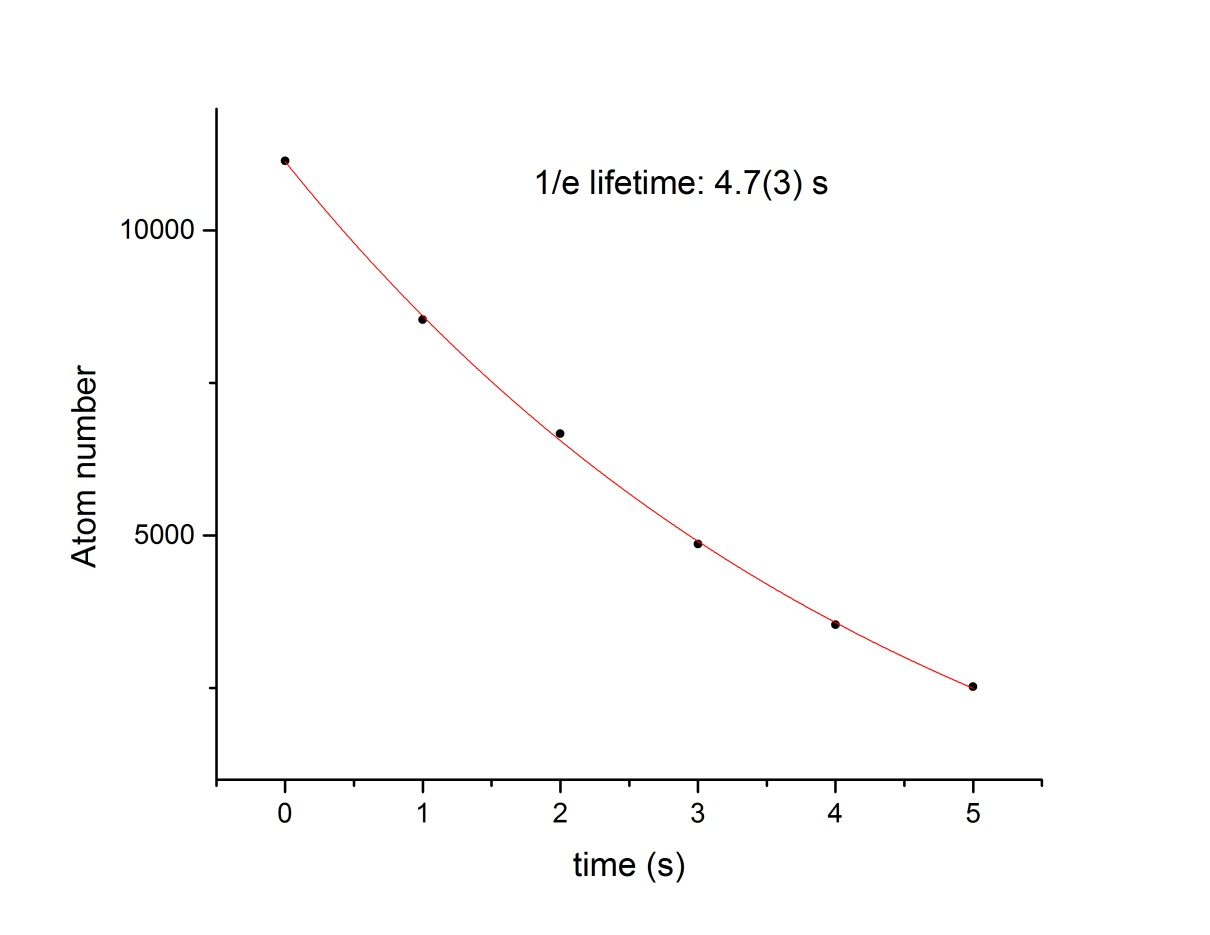 1/e lifetime: 4.7(3) s
10000
5000
Atom number
0 1 2 3 4 5
time (s)